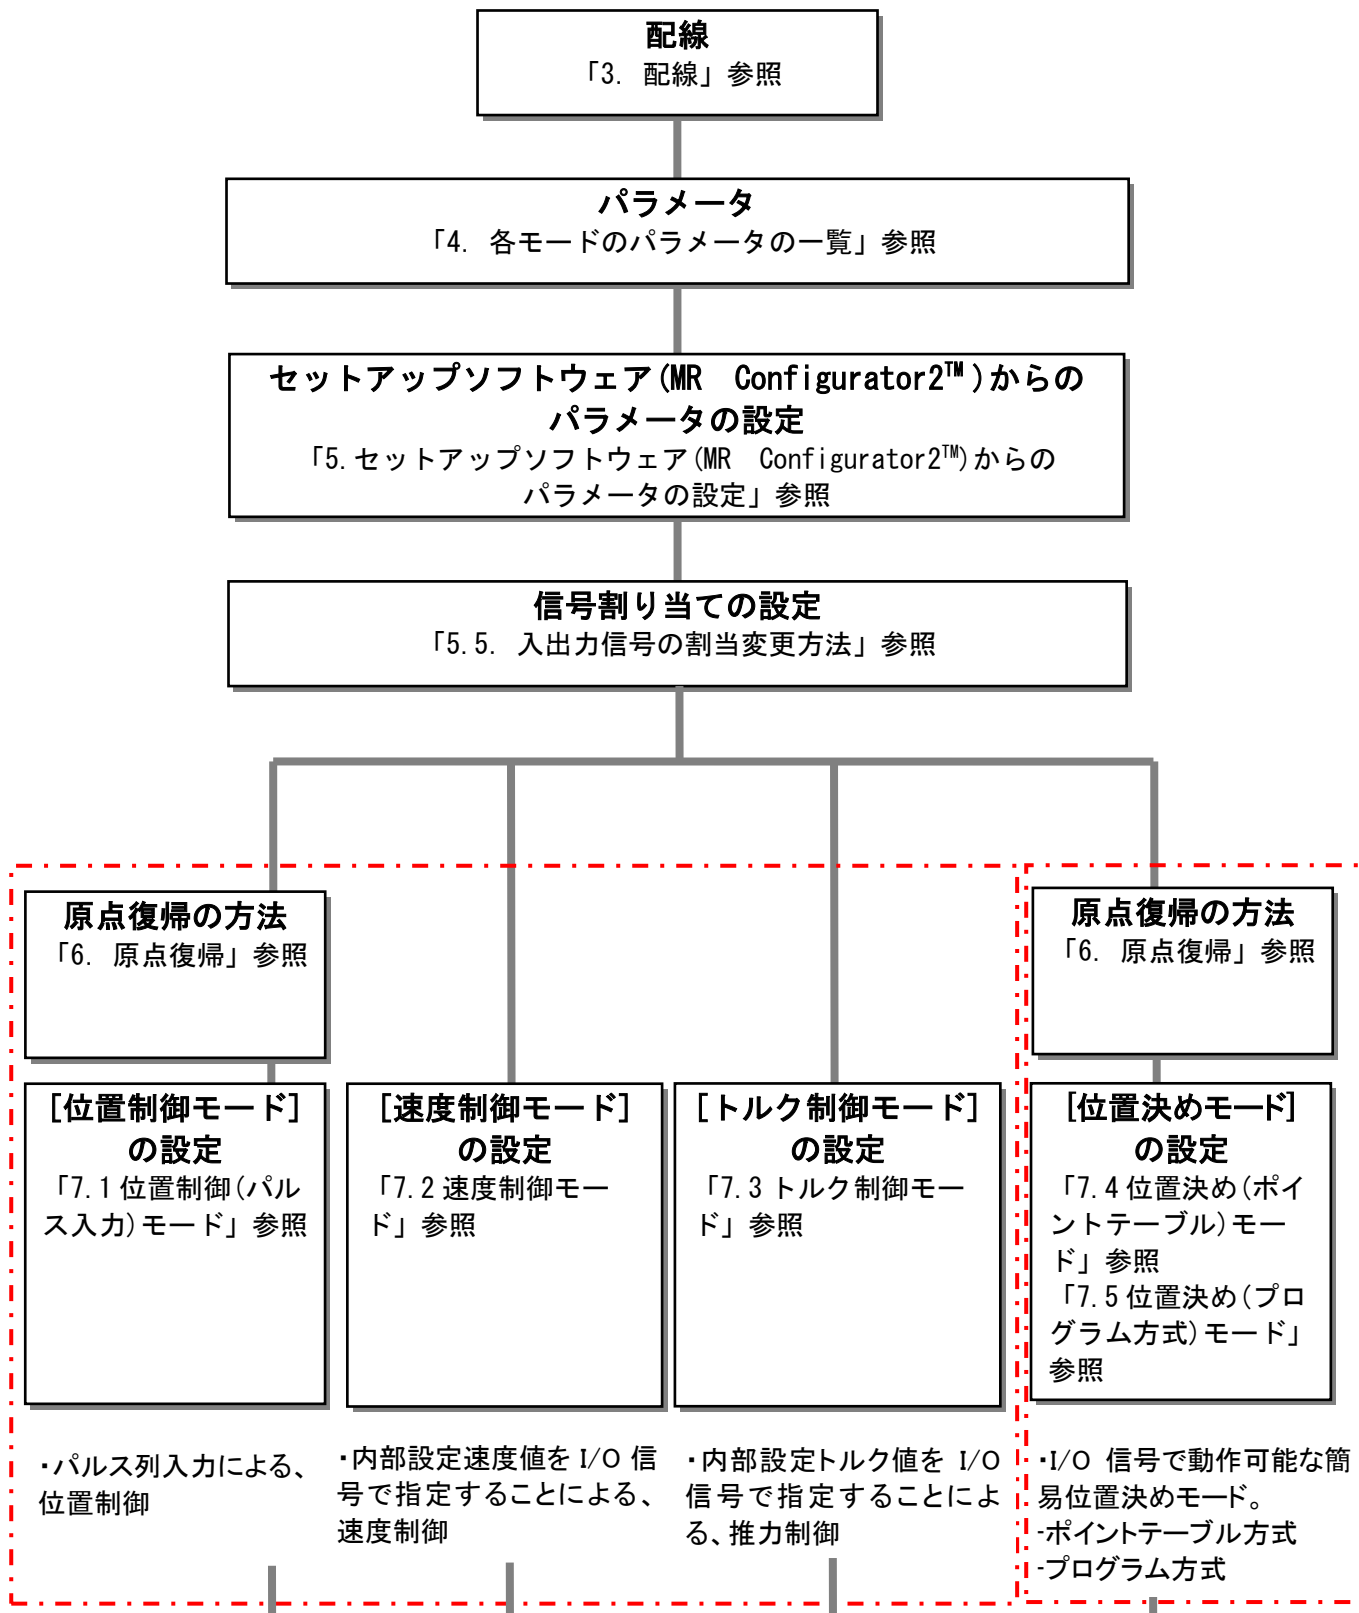 配線
「3. 配線」参照
パラメータ
「4. 各モードのパラメータの一覧」参照
セットアップソフトウェア(MR　Configurator2™)からの
パラメータの設定
「5.セットアップソフトウェア(MR　Configurator2™)からの
パラメータの設定」参照
信号割り当ての設定
「5.5. 入出力信号の割当変更方法」参照
原点復帰の方法
「6. 原点復帰」参照
原点復帰の方法
「6. 原点復帰」参照
[位置制御モード]
の設定
「7.1 位置制御(パル
ス入力)モード」参照
[速度制御モード]
の設定
「7.2 速度制御モー
ド」参照
[トルク制御モード]
の設定
「7.3 トルク制御モー
ド」参照
[位置決めモード]
の設定
「7.4 位置決め(ポイ
ントテーブル)モー
ド」参照
「7.5 位置決め(プロ
グラム方式)モード」
参照
・パルス列入力による、
位置制御
・内部設定速度値を I/O 信
号で指定することによる、
速度制御
・内部設定トルク値を I/O
信号で指定することによ
る、推力制御
・I/O 信号で動作可能な簡
易位置決めモード。
-ポイントテーブル方式
-プログラム方式